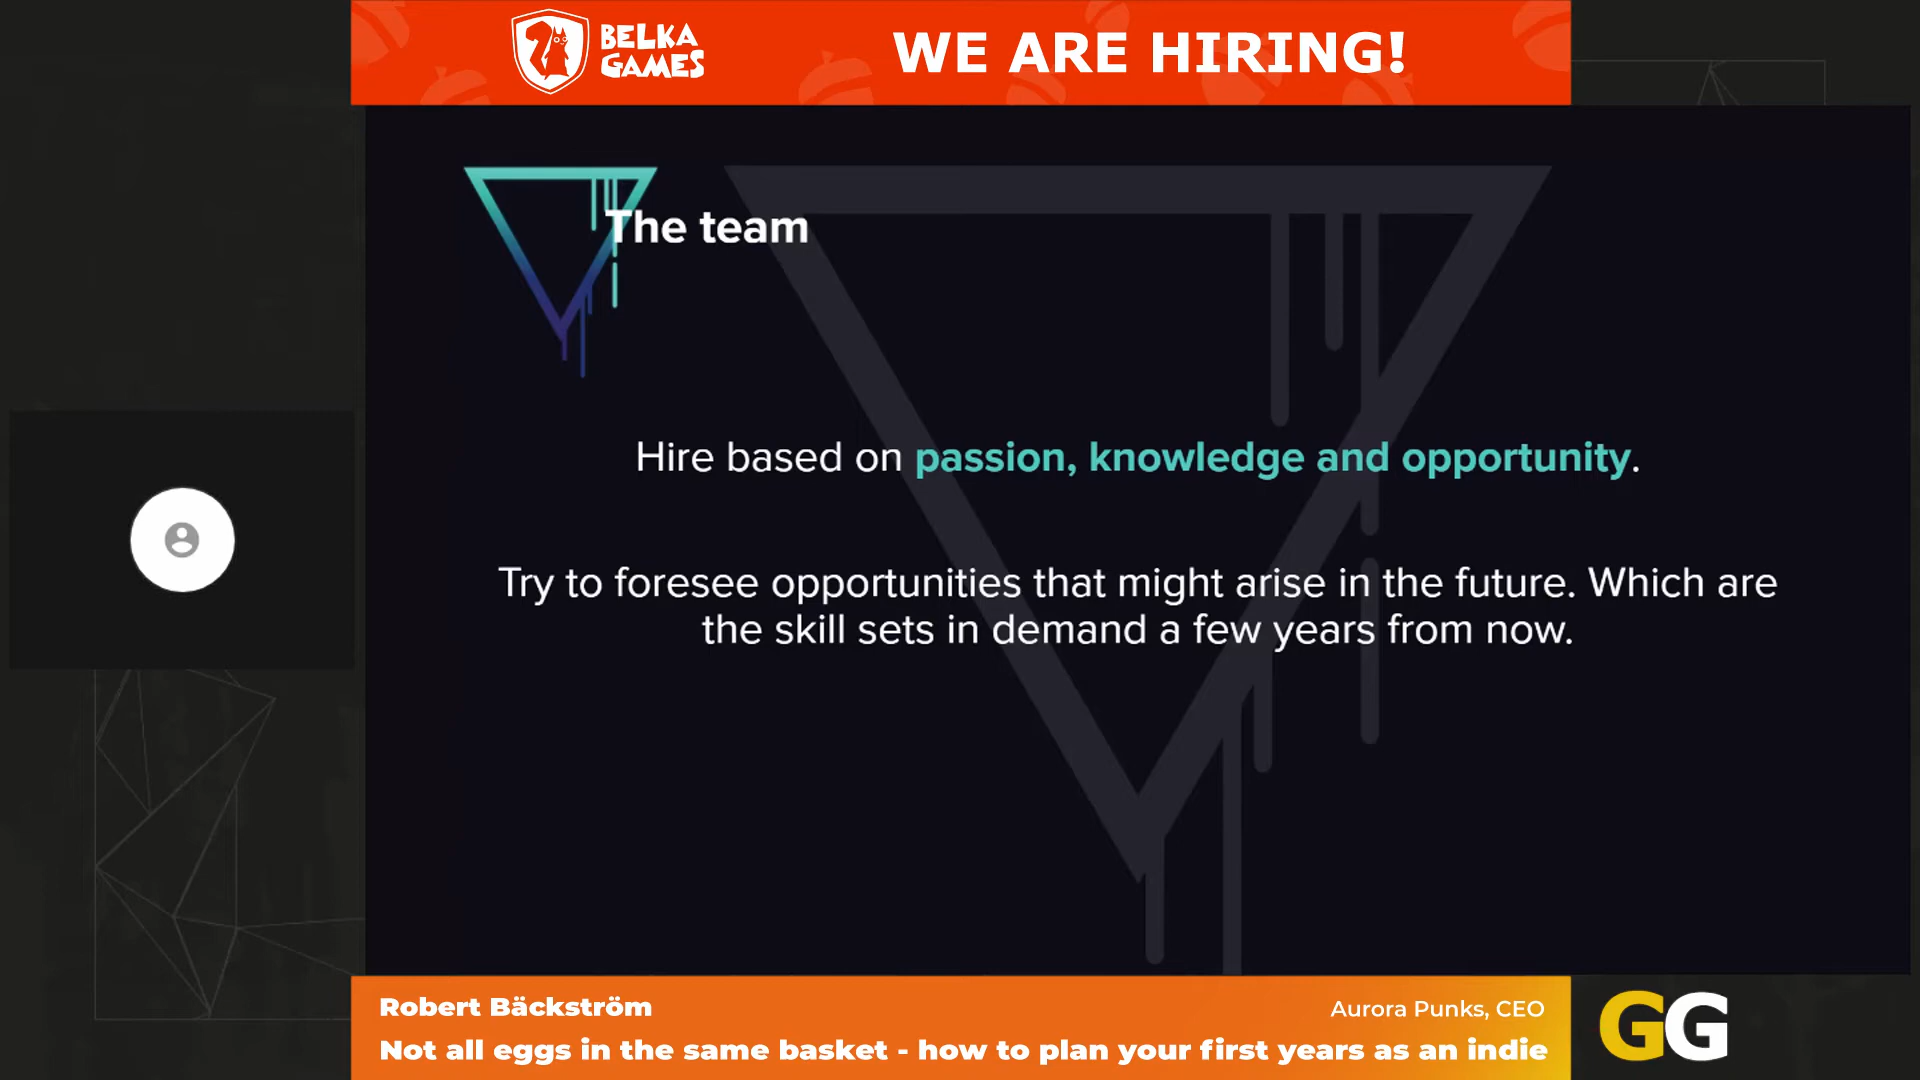 BELKA
GAMES
WE ARE HIRING!
The team
Hire based on passion, knowledge and opportunity.
Try to foresee opportunities that might arise in the future. Which are
the skill sets in demand a few years from now.
Robert Bäckström
Aurora Punks, CEO
Not all eggs in the same basket - how to plan your first years as an indie
GG